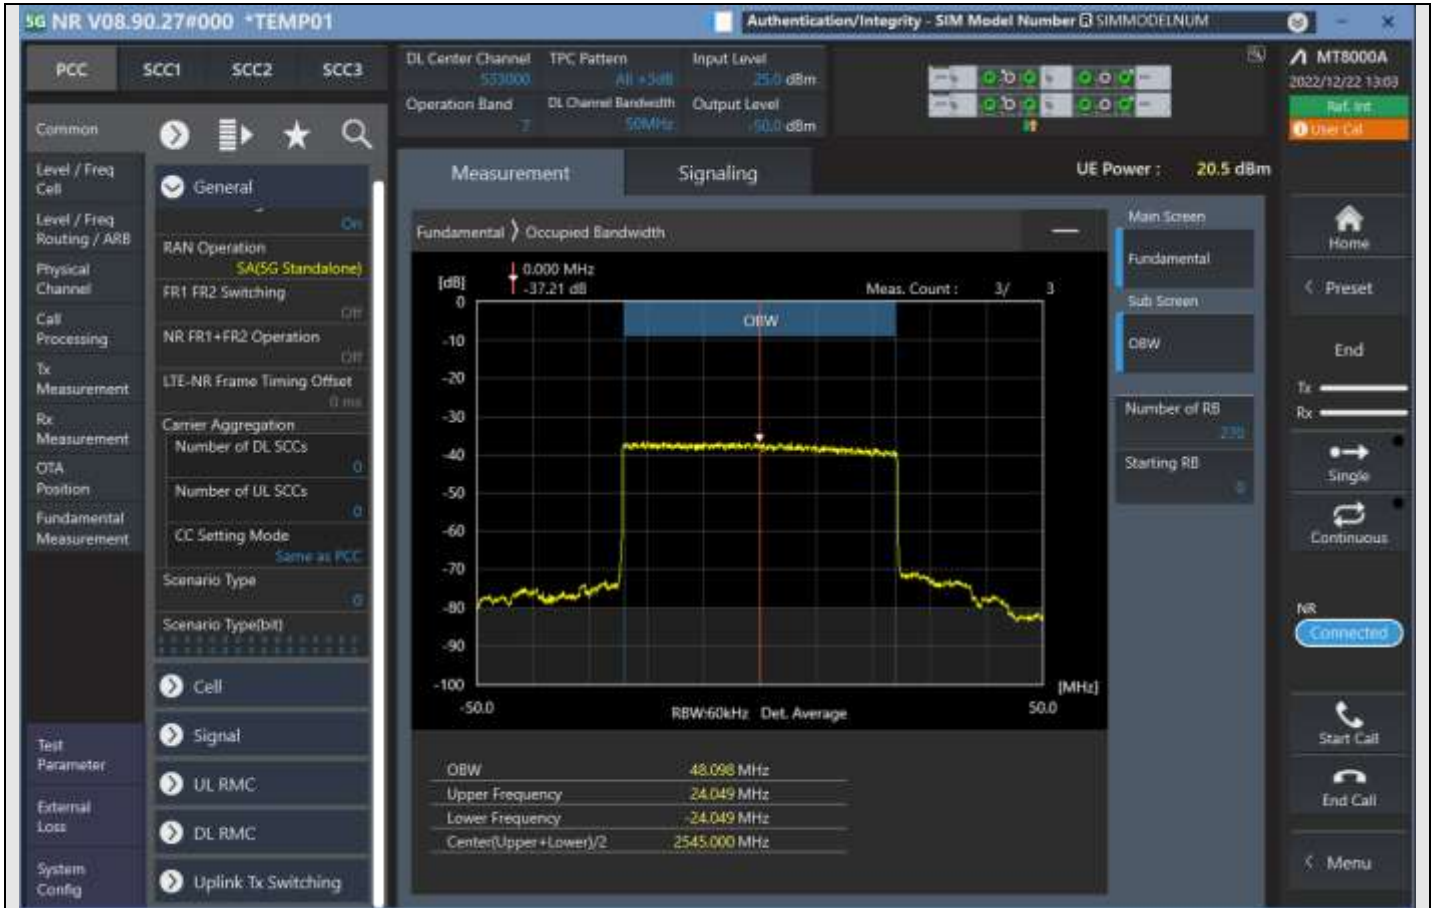 5G NR V08.90.27#000 *TEMP01
Authentication/Integrity - SIM Model Number SIMMODELNUM
PCC SCC1 SCC2 SCC3
DL Center Channel
533000
TPC Pattern
All +3dB
Input Level
25.0 dBm
Operation Band
7
DL Channel Bandwidth
50MHz
Output Level
-50.0 dBm
MT8000A
2022/12/22 13:03
Ref. Int
User Cal
Common
Level / Freq
Cell
Level / Freq
Routing / ARB
Physical
Channel
Call
Processing
Tx
Measurement
Rx
Measurement
OTA
Position
Fundamental
Measurement
Test
Parameter
External
Loss
System
Config
General
On
RAN Operation
SA(5G Standalone)
FR1 FR2 Switching
Off
NR FR1+FR2 Operation
Off
LTE-NR Frame Timing Offset
0 ms
Carrier Aggregation
Number of DL SCCs
0
Number of UL SCCs
0
CC Setting Mode
Same as PCC
Scenario Type
0
Scenario Type(bit)
Cell
Signal
UL RMC
DL RMC
Uplink Tx Switching
Measurement Signaling
UE Power : 20.5 dBm
Fundamental Occupied Bandwidth
[dB]
0.000 MHz
-37.21 dB
Meas. Count : 3/ 3
OBW
0
-10
-20
-30
-40
-50
-60
-70
-80
-90
-100
[MHz]
-50.0 RBW:60kHz Det. Average 50.0
OBW 48.098 MHz
Upper Frequency 24.049 MHz
Lower Frequency -24.049 MHz
Center(Upper+Lower)/2 2545.000 MHz
Main Screen
Fundamental
Sub Screen
OBW
Number of RB
270
Starting RB
0
Home
Preset
End
Tx
Rx
Single
Continuous
NR
Connected
Start Call
End Call
Menu